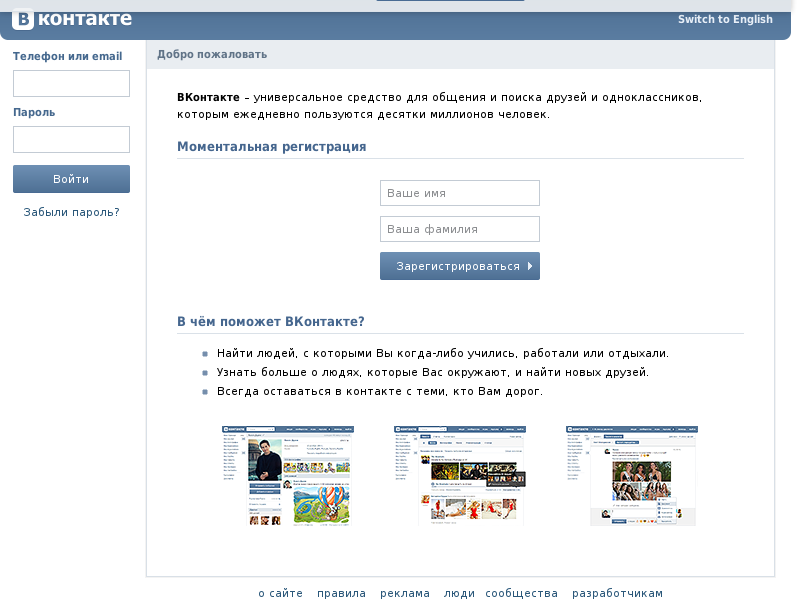 В контакте
Switch to English
Телефон или email
Пароль
Войти
Забыли пароль?
Добро пожаловать
ВКонтакте – универсальное средство для общения и поиска друзей и одноклассников,
которым ежедневно пользуются десятки миллионов человек.
Моментальная регистрация
Ваше имя
Ваша фамилия
Зарегистрироваться
В чём поможет ВКонтакте?
Найти людей, с которыми Вы когда-либо учились, работали или отдыхали.
Узнать больше о людях, которые Вас окружают, и найти новых друзей.
Всегда оставаться в контакте с теми, кто Вам дорог.
о сайте правила реклама люди сообщества разработчикам